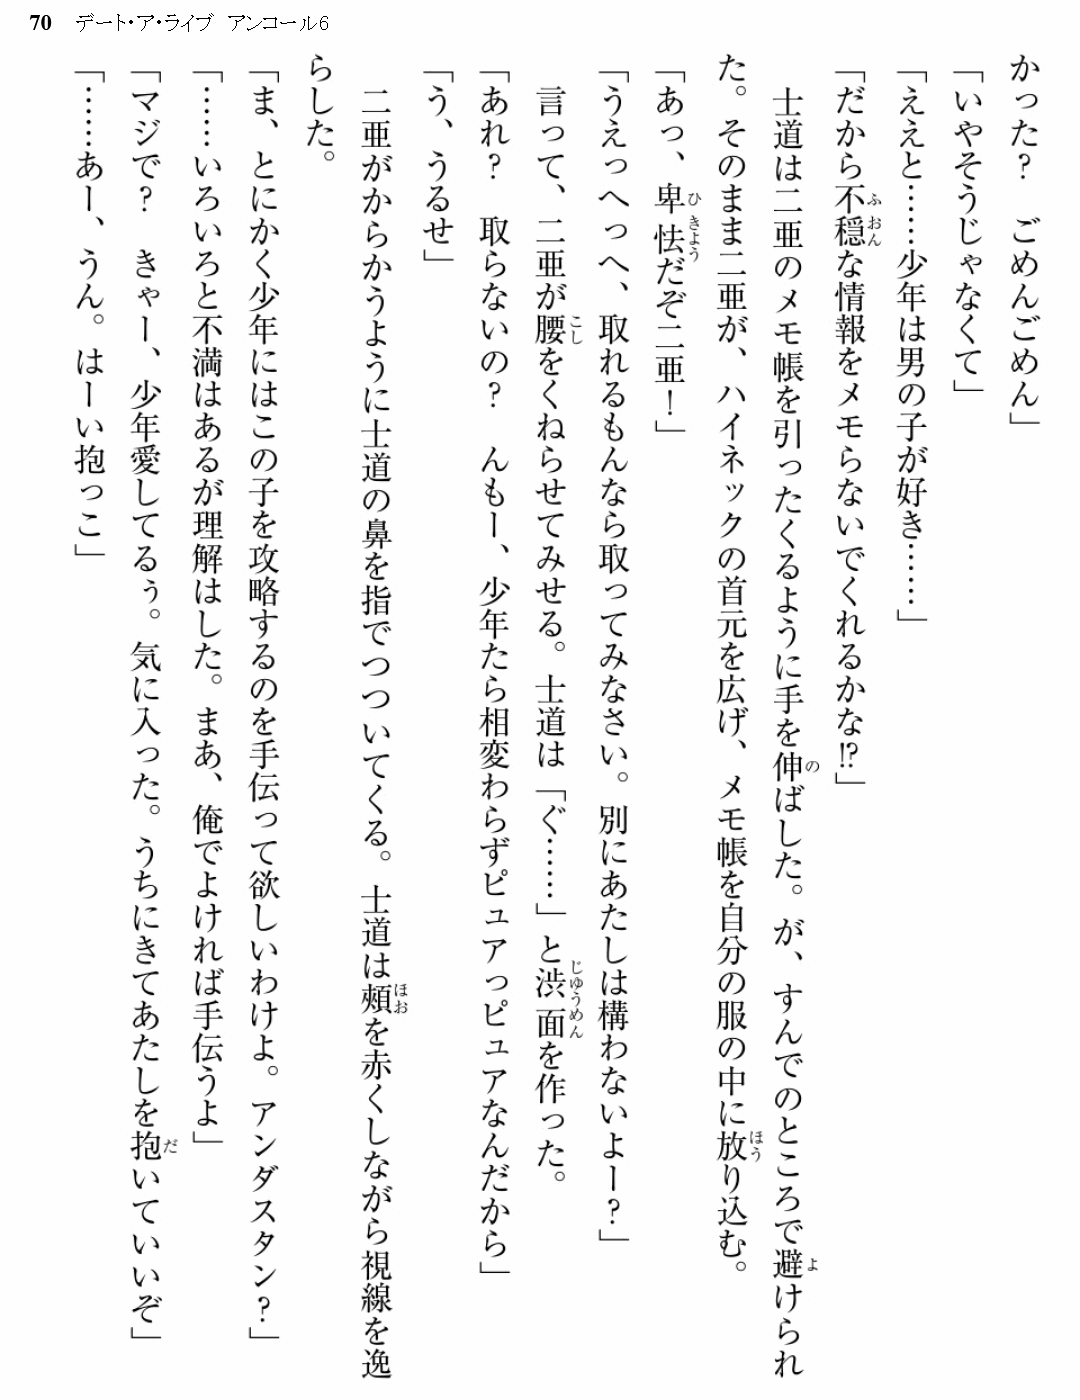 70 デート・ア・ライブ アンコール6
かった？　ごめんごめん」
「いやそうじゃなくて」
「ええと……少年は男の子が好き……」
「だから不穏な情報をメモらないでくれるかな!?」
　士道は二亜のメモ帳を引ったくるように手を伸ばした。が、すんでのところで避けられ
た。そのまま二亜が、ハイネックの首元を広げ、メモ帳を自分の服の中に放り込む。
「あっ、卑怯だぞ二亜！」
「うえっへっへ、取れるもんなら取ってみなさい。別にあたしは構わないよー？」
　言って、二亜が腰をくねらせてみせる。士道は「ぐ……」と渋面を作った。
「あれ？　取らないの？　んもー、少年たら相変わらずピュアっピュアなんだから」
「う、うるせ」
　二亜がからかうように士道の鼻を指でつついてくる。士道は頰を赤くしながら視線を逸
らした。
「ま、とにかく少年にはこの子を攻略するのを手伝って欲しいわけよ。アンダスタン？」
「……いろいろと不満はあるが理解はした。まあ、俺でよければ手伝うよ」
「マジで？　きゃー、少年愛してるぅ。気に入った。うちにきてあたしを抱いていいぞ」
「……あー、うん。はーい抱っこ」